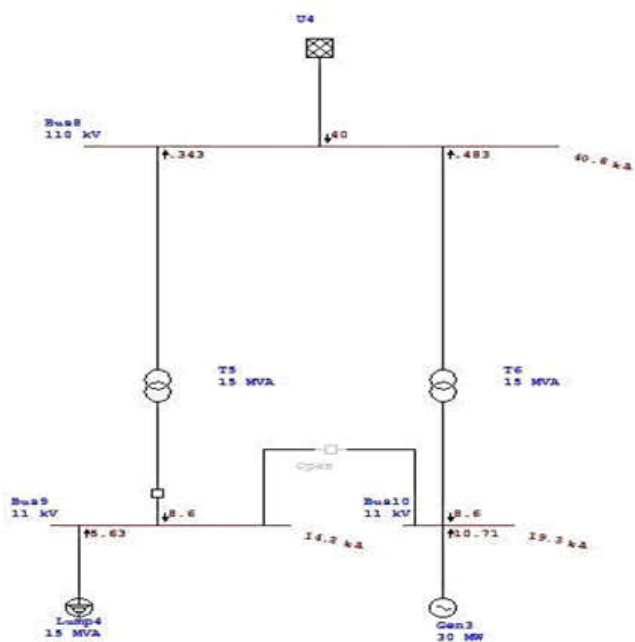 U4
Bus8
110 kV
40
.343
.483
40.8 kA
T5
15 MVA
T6
15 MVA
Open
Bus9
11 kV
Bus10
11 kV
8.6
8.6
5.63
14.2 kA
10.71
19.3 kA
Lump4
15 MVA
Gen3
30 MW